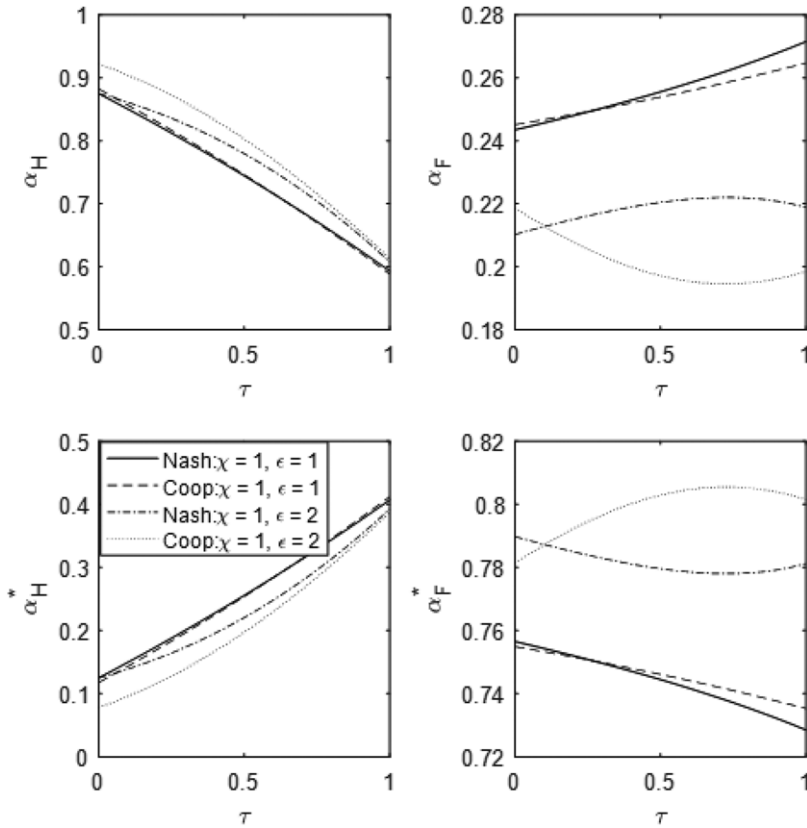 1
0.9
0.8
0.7
0.6
0.5
α_H
0 0.5 1
τ
0.28
0.26
0.24
0.22
0.2
0.18
α_F
0 0.5 1
τ
0.5
0.4
0.3
0.2
0.1
0
α*_H
Nash:χ = 1, ϵ = 1
Coop:χ = 1, ϵ = 1
Nash:χ = 1, ϵ = 2
Coop:χ = 1, ϵ = 2
0 0.5 1
τ
0.82
0.8
0.78
0.76
0.74
0.72
α*_F
0 0.5 1
τ